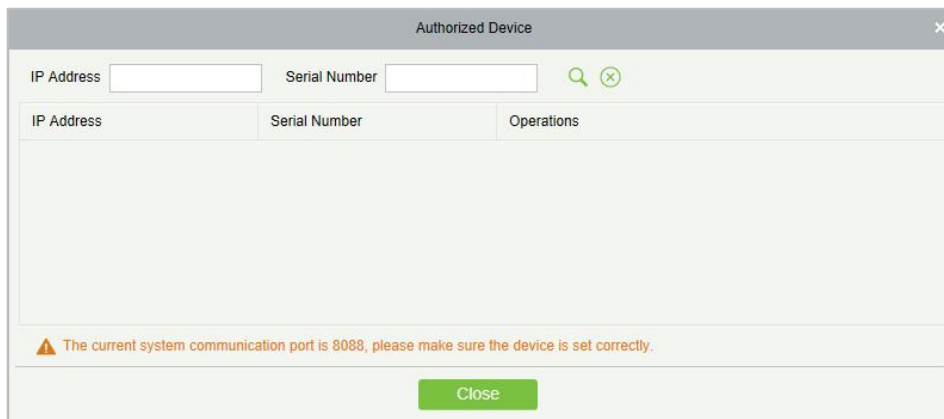 Authorized Device
IP Address Serial Number
IP Address Serial Number Operations
The current system communication port is 8088, please make sure the device is set correctly.
Close